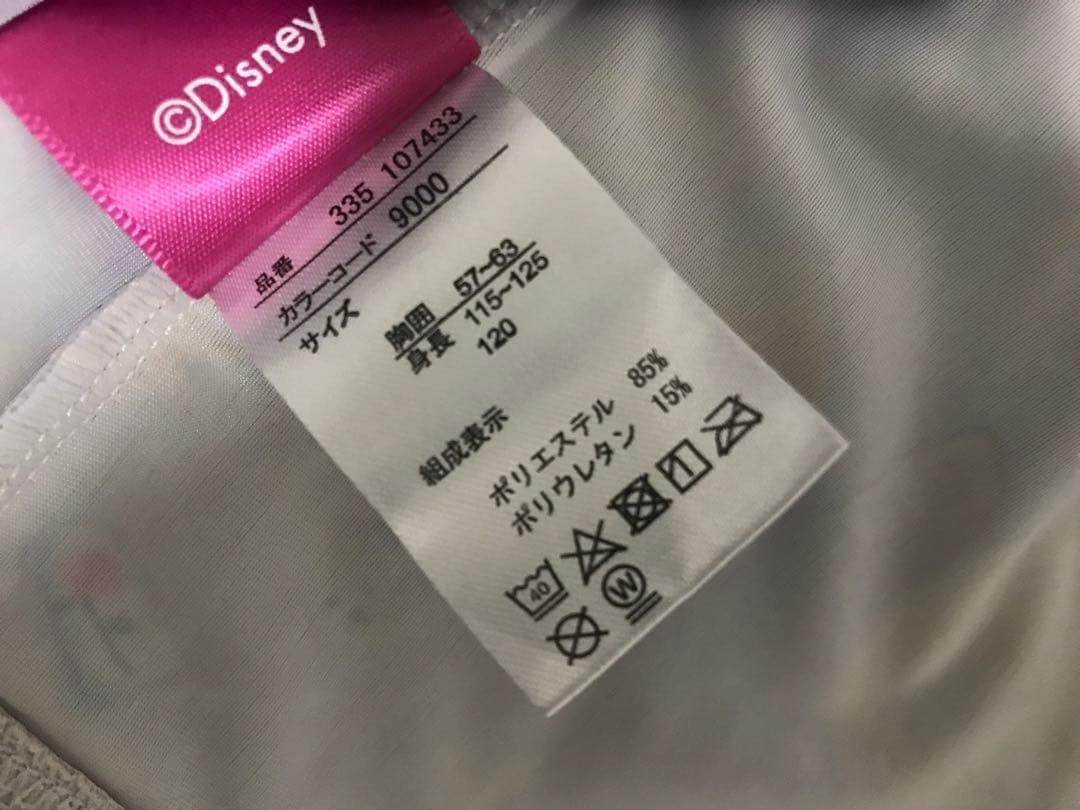 ©Disney
品番 335 107433
カラーコード 9000
サイズ
胸囲 57~63
身長 115~125
120
組成表示
ポリエステル 85%
ポリウレタン 15%
40
W